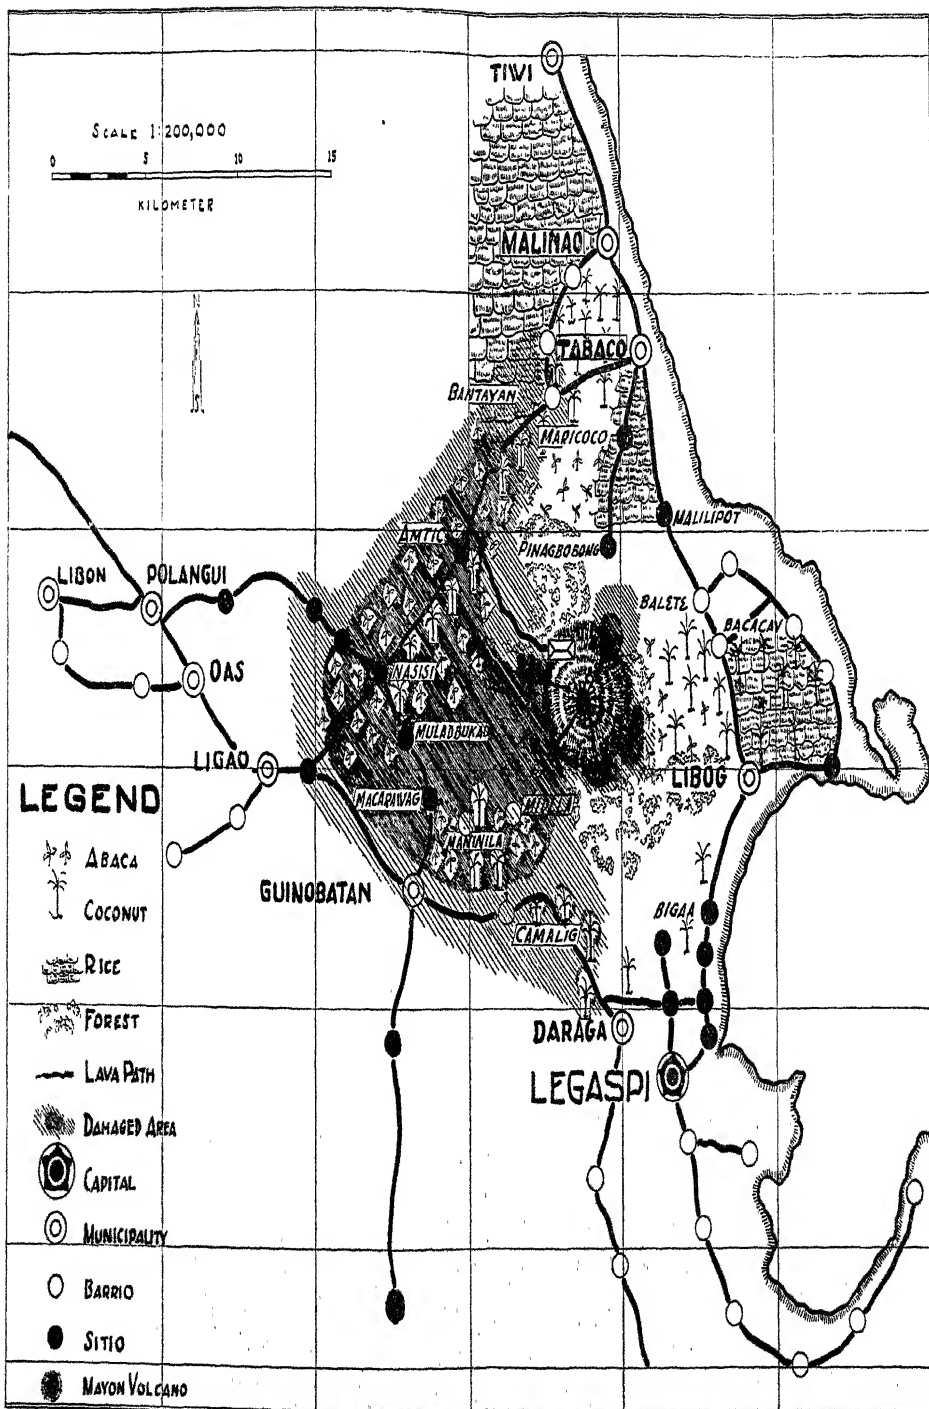 TIWI
SCALE 1:200,000
0 5 10 15
KILOMETER
MALINAO
N
S
TABACO
BANTAYAN
MARICOCO
MALILIPOT
AMTIC
PINAGBOBONG
LIBON
POLANGUI
BALETE
BACACAY
OAS
NASISI
MULADBUKAD
LIGAO
LIBOG
MACARAWAG
MANINILA
GUINOBATAN
BIGAA
CAMALIG
DARAGA
LEGASPI
LEGEND
ABACA
COCONUT
RICE
FOREST
LAVA PATH
DAMAGED AREA
CAPITAL
MUNICIPALITY
BARRIO
SITIO
MAYON VOLCANO